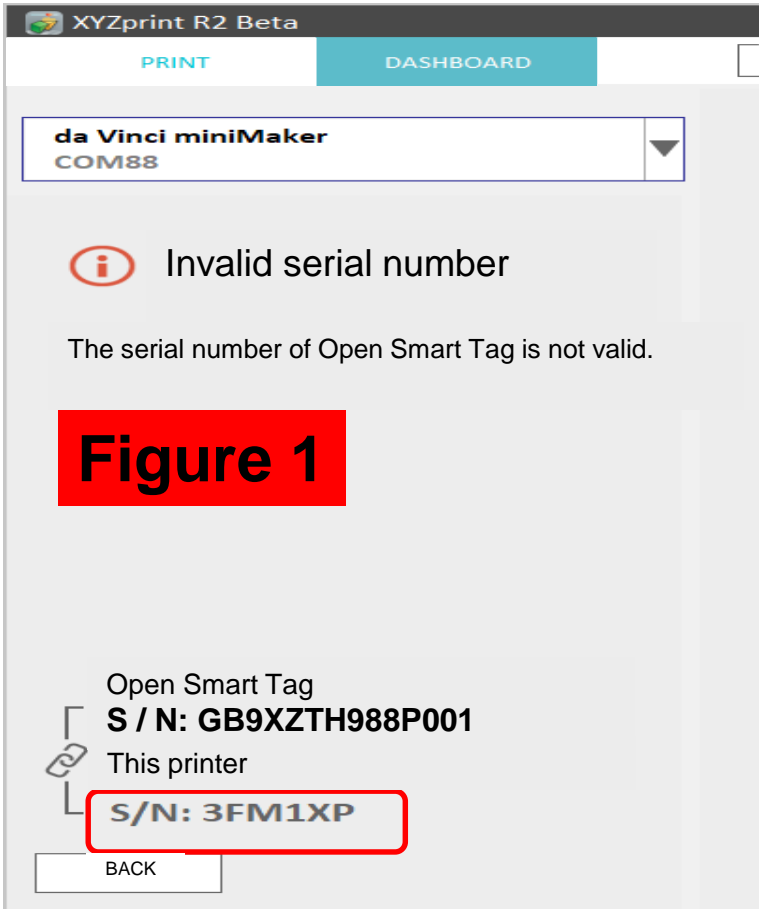 XYZprint R2 Beta
PRINT DASHBOARD
da Vinci miniMaker
COM88
Invalid serial number
The serial number of Open Smart Tag is not valid.
Figure 1
Open Smart Tag
S / N: GB9XZTH988P001
This printer
S/N: 3FM1XP
BACK